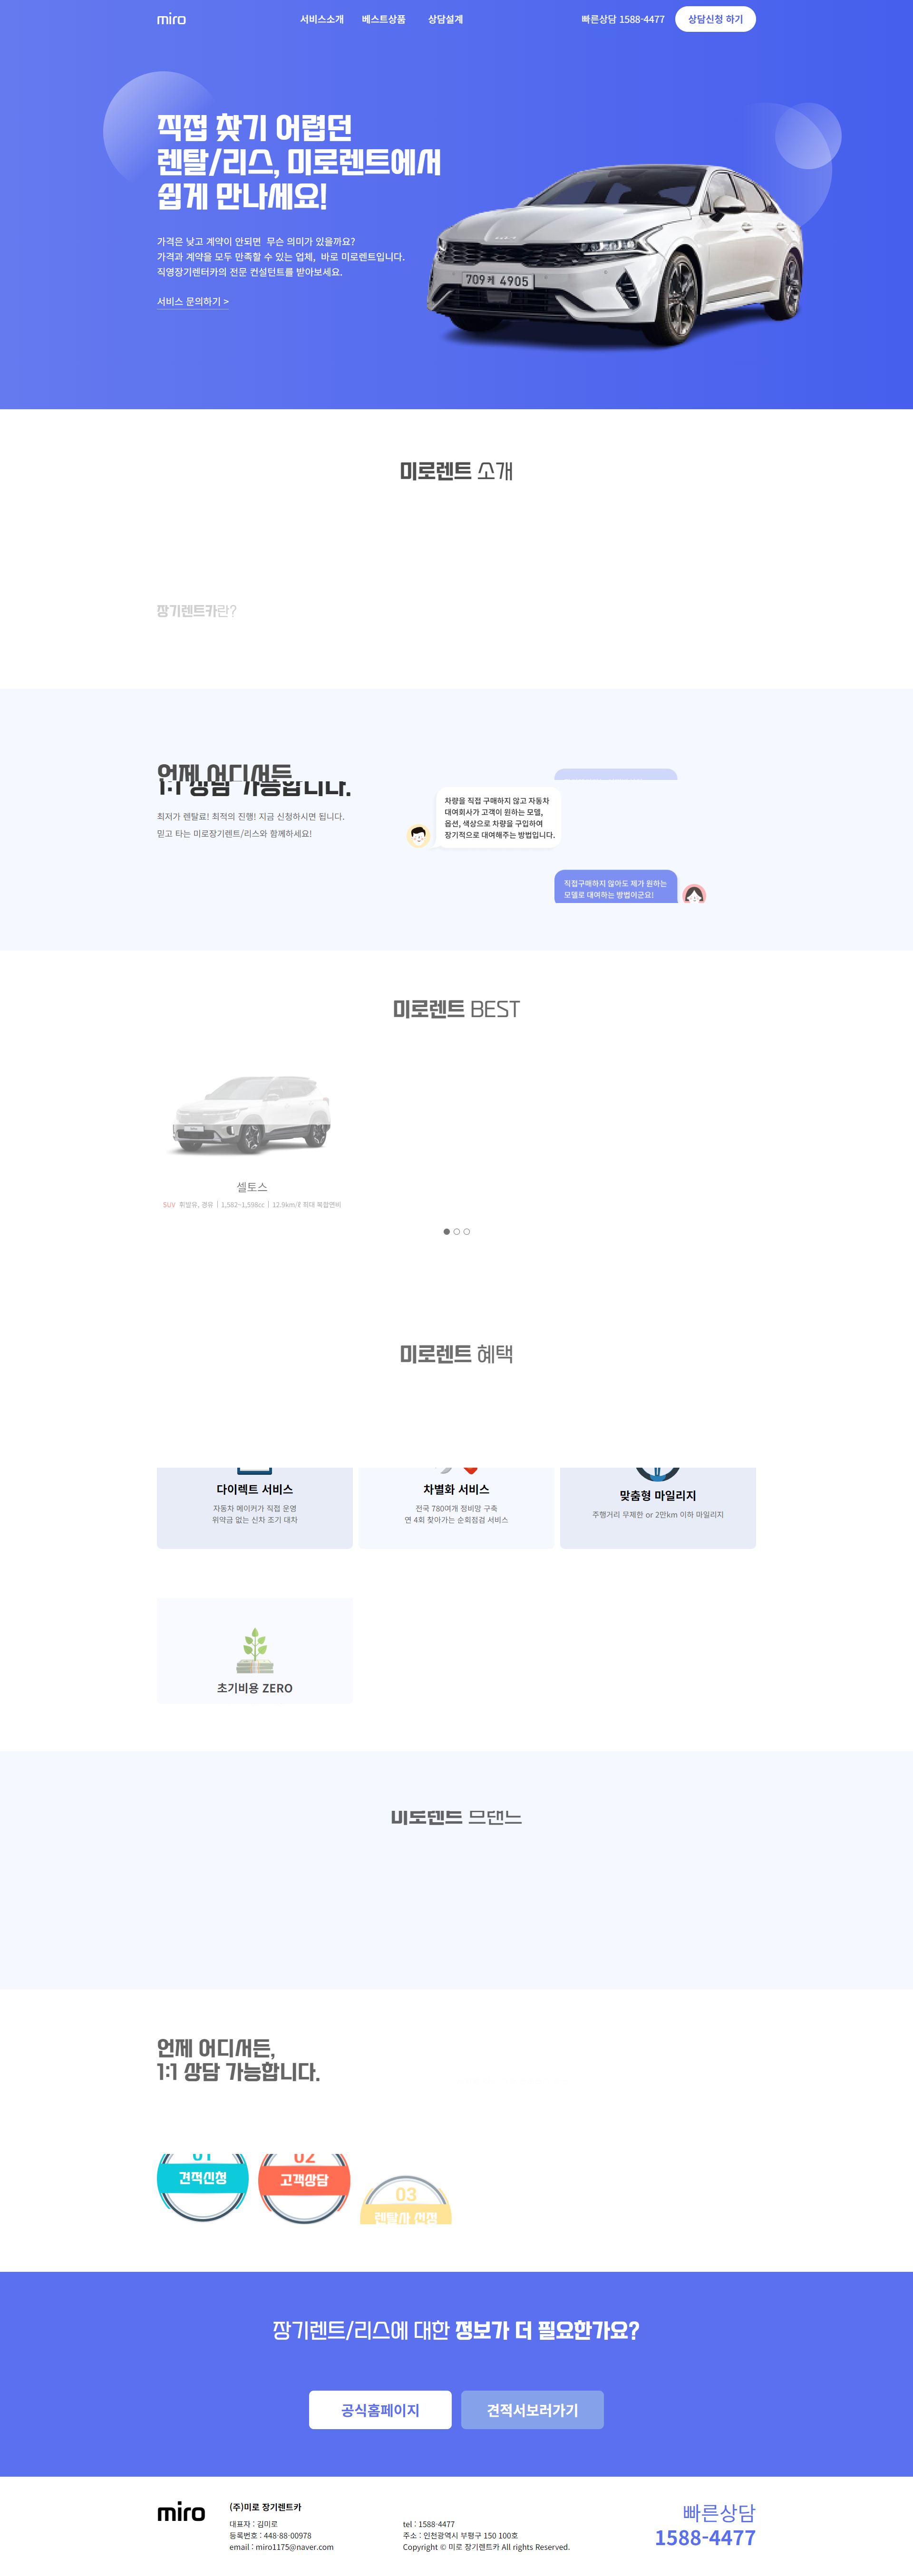 miro
서비스소개 베스트상품 상담설계
빠른상담 1588-4477
상담신청 하기
직접 찾기 어렵던
렌탈/리스, 미로렌트에서
쉽게 만나세요!
가격은 낮고 계약이 안되면 무슨 의미가 있을까요?
가격과 계약을 모두 만족할 수 있는 업체, 바로 미로렌트입니다.
직영장기렌터카의 전문 컨설턴트를 받아보세요.
서비스 문의하기 >
709케 4905
미로렌트 소개
장기렌트카란?
언제 어디서든
1:1 상담 가능합니다.
최저가 렌탈료! 최적의 진행! 지금 신청하시면 됩니다.
믿고 타는 미로장기렌트/리스와 함께하세요!
차량을 직접 구매하지 않고 자동차
대여회사가 고객이 원하는 모델,
옵션, 색상으로 차량을 구입하여
장기적으로 대여해주는 방법입니다.
직접구매하지 않아도 제가 원하는
모델로 대여하는 방법이군요!
미로렌트 BEST
셀토스
SUV 휘발유, 경유 | 1,582~1,598cc | 12.9km/ℓ 최대 복합연비
미로렌트 혜택
다이렉트 서비스
자동차 메이커가 직접 운영
위약금 없는 신차 조기 대차
차별화 서비스
전국 780여개 정비망 구축
연 4회 찾아가는 순회점검 서비스
맞춤형 마일리지
주행거리 무제한 or 2만km 이하 마일리지
초기비용 ZERO
언제 어디서든,
1:1 상담 가능합니다.
01
견적신청
02
고객상담
03
렌탈사 선정
장기렌트/리스에 대한 정보가 더 필요한가요?
공식홈페이지
견적서보러가기
miro
(주)미로 장기렌트카
대표자 : 김미로
등록번호 : 448-88-00978
email : miro1175@naver.com
tel : 1588-4477
주소 : 인천광역시 부평구 150 100호
Copyright © 미로 장기렌트카 All rights Reserved.
빠른상담
1588-4477